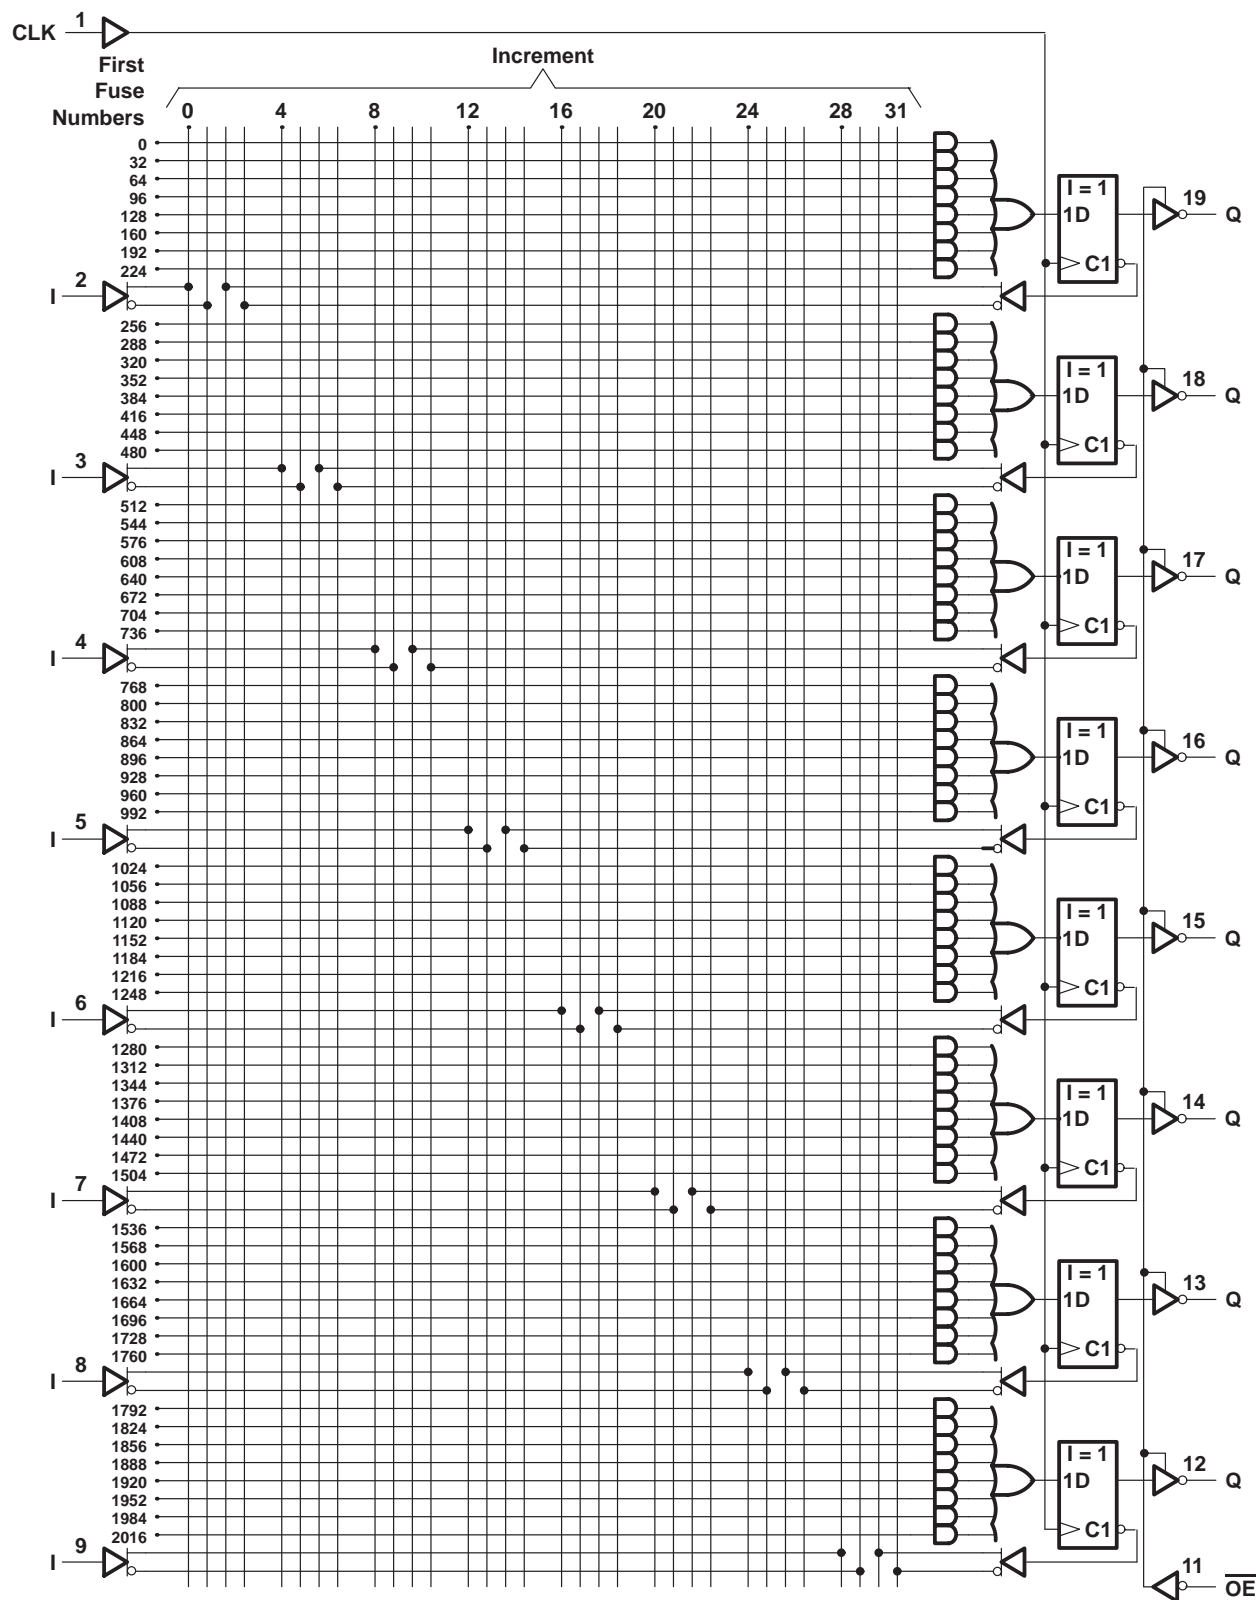 CLK 1
First Fuse Numbers
Increment
0 4 8 12 16 20 24 28 31
0
32
64
96
128
160
192
224
I = 1
1D
C1
19 Q
I 2
256
288
320
352
384
416
448
480
I = 1
1D
C1
18 Q
I 3
512
544
576
608
640
672
704
736
I = 1
1D
C1
17 Q
I 4
768
800
832
864
896
928
960
992
I = 1
1D
C1
16 Q
I 5
1024
1056
1088
1120
1152
1184
1216
1248
I = 1
1D
C1
15 Q
I 6
1280
1312
1344
1376
1408
1440
1472
1504
I = 1
1D
C1
14 Q
I 7
1536
1568
1600
1632
1664
1696
1728
1760
I = 1
1D
C1
13 Q
I 8
1792
1824
1856
1888
1920
1952
1984
2016
I = 1
1D
C1
12 Q
I 9
11 O̅E̅